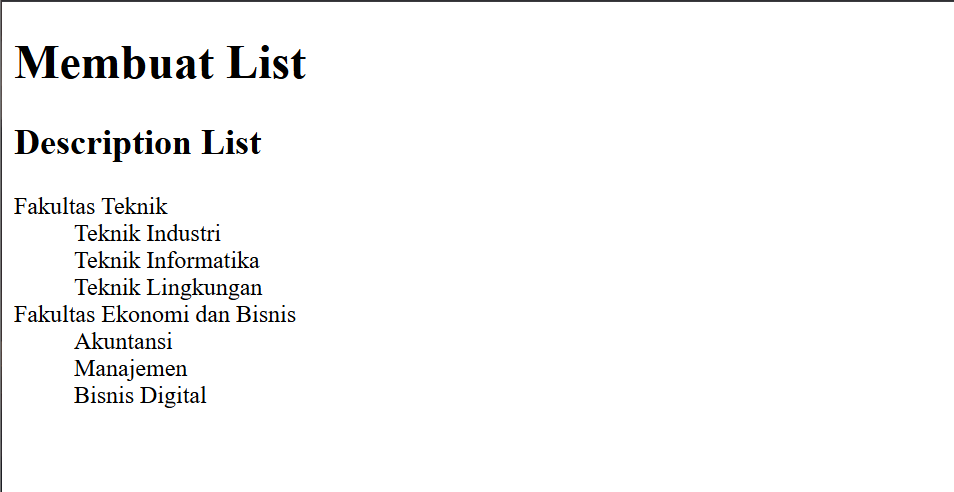 Membuat List
Description List
Fakultas Teknik
Teknik Industri
Teknik Informatika
Teknik Lingkungan
Fakultas Ekonomi dan Bisnis
Akuntansi
Manajemen
Bisnis Digital